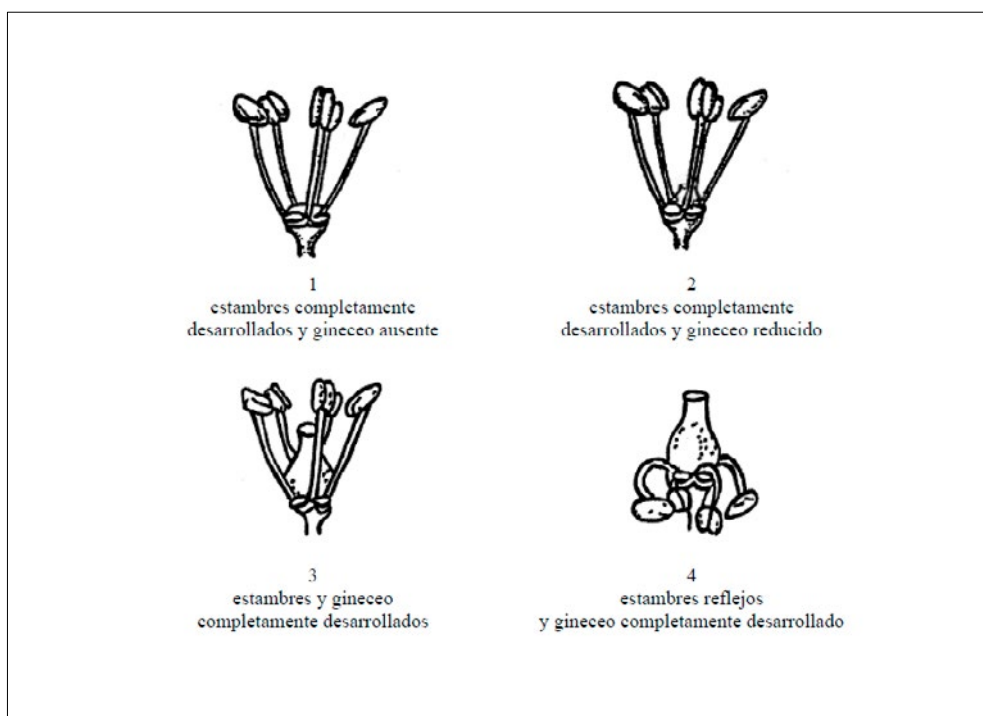 1
estambres completamente
desarrollados y gineceo ausente
2
estambres completamente
desarrollados y gineceo reducido
3
estambres y gineceo
completamente desarrollados
4
estambres reflejos
y gineceo completamente desarrollado